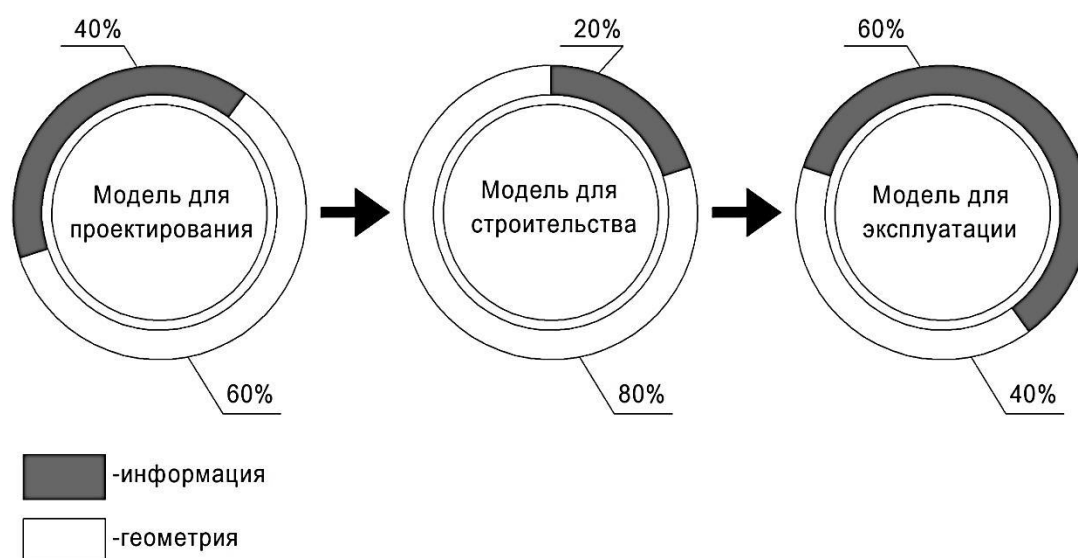 40%
20%
60%
Модель для
проектирования
Модель для
строительства
Модель для
эксплуатации
60%
80%
40%
-информация
-геометрия